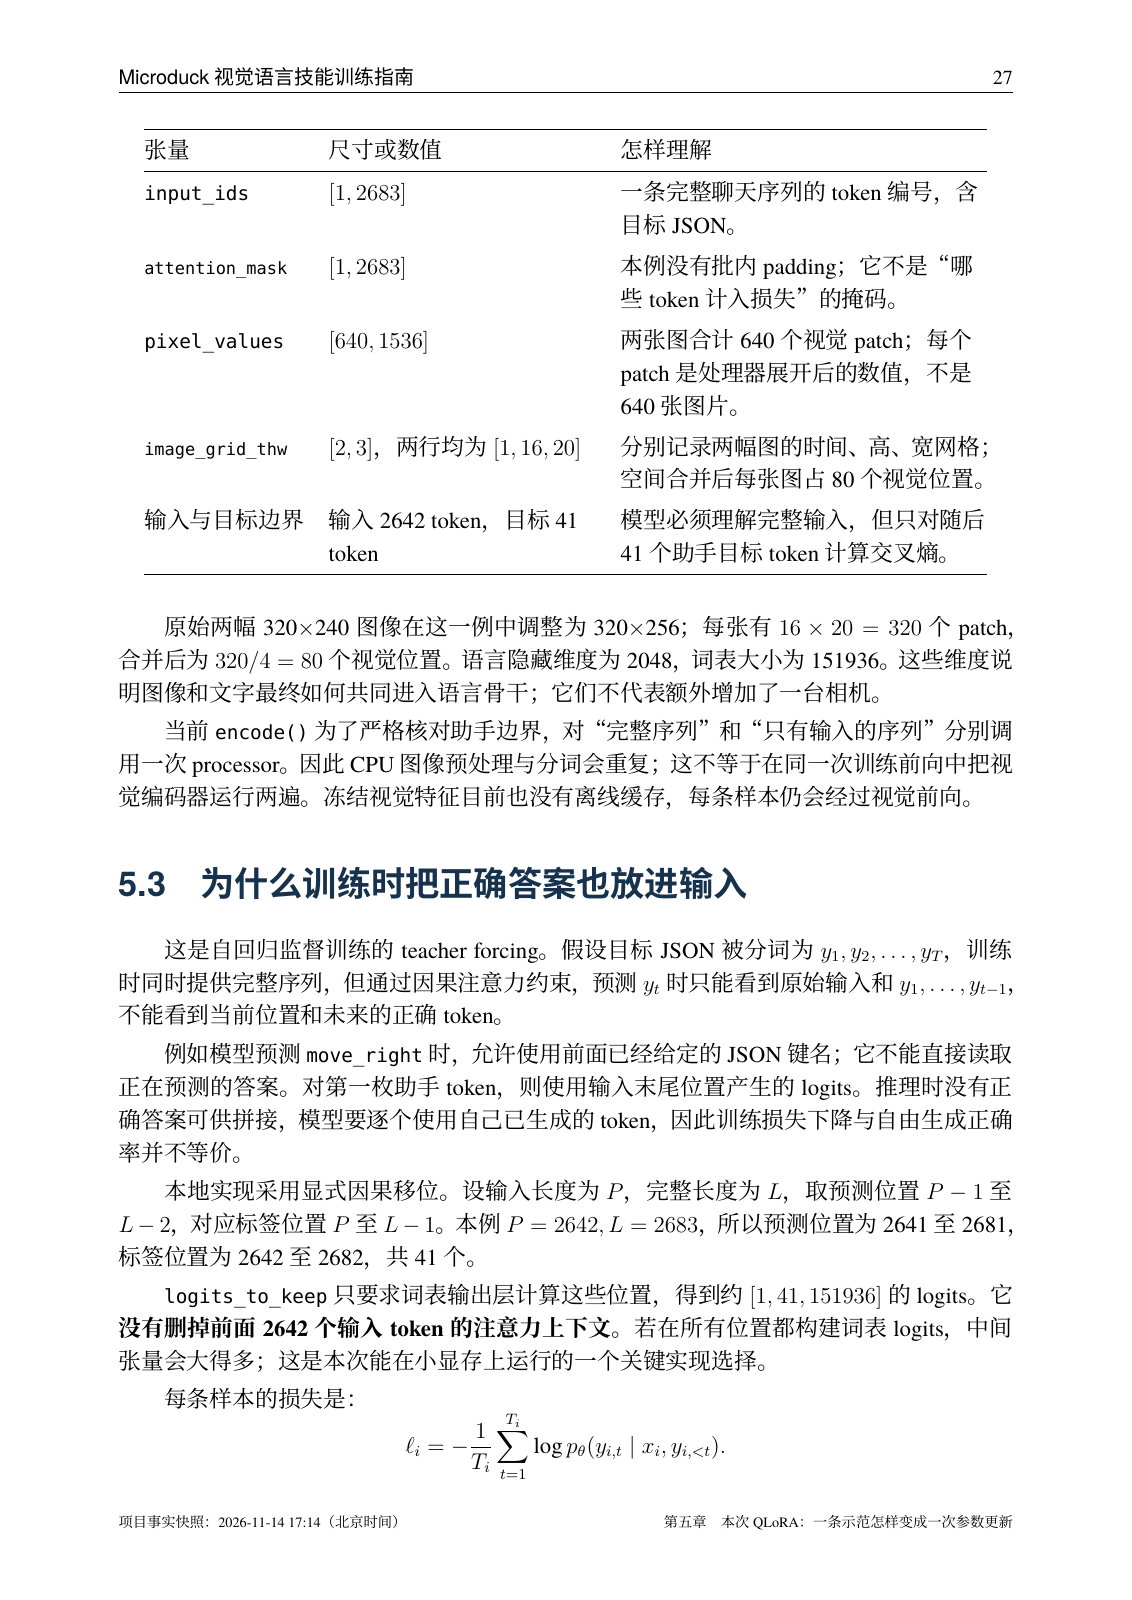 Microduck 视觉语言技能训练指南 27
张量 尺寸或数值 怎样理解
input_ids [1, 2683] 一条完整聊天序列的 token 编号，含
目标 JSON。
attention_mask [1, 2683] 本例没有批内 padding；它不是“哪
些 token 计入损失”的掩码。
pixel_values [640, 1536] 两张图合计 640 个视觉 patch；每个
patch 是处理器展开后的数值，不是
640 张图片。
image_grid_thw [2, 3]，两行均为 [1, 16, 20] 分别记录两幅图的时间、高、宽网格；
空间合并后每张图占 80 个视觉位置。
输入与目标边界 输入 2642 token，目标 41 模型必须理解完整输入，但只对随后
token 41 个助手目标 token 计算交叉熵。
原始两幅 320×240 图像在这一例中调整为 320×256；每张有 16 × 20 = 320 个 patch，
合并后为 320/4 = 80 个视觉位置。语言隐藏维度为 2048，词表大小为 151936。这些维度说
明图像和文字最终如何共同进入语言骨干；它们不代表额外增加了一台相机。
当前 encode() 为了严格核对助手边界，对“完整序列”和“只有输入的序列”分别调
用一次 processor。因此 CPU 图像预处理与分词会重复；这不等于在同一次训练前向中把视
觉编码器运行两遍。冻结视觉特征目前也没有离线缓存，每条样本仍会经过视觉前向。
5.3 为什么训练时把正确答案也放进输入
这是自回归监督训练的 teacher forcing。假设目标 JSON 被分词为 y₁, y₂, . . . , y_T，训练
时同时提供完整序列，但通过因果注意力约束，预测 y_t 时只能看到原始输入和 y₁, . . . , y_{t−1}，
不能看到当前位置和未来的正确 token。
例如模型预测 move_right 时，允许使用前面已经给定的 JSON 键名；它不能直接读取
正在预测的答案。对第一枚助手 token，则使用输入末尾位置产生的 logits。推理时没有正
确答案可供拼接，模型要逐个使用自己已生成的 token，因此训练损失下降与自由生成正确
率并不等价。
本地实现采用显式因果移位。设输入长度为 P，完整长度为 L，取预测位置 P − 1 至
L − 2，对应标签位置 P 至 L − 1。本例 P = 2642, L = 2683，所以预测位置为 2641 至 2681，
标签位置为 2642 至 2682，共 41 个。
logits_to_keep 只要求词表输出层计算这些位置，得到约 [1, 41, 151936] 的 logits。它
没有删掉前面 2642 个输入 token 的注意力上下文。若在所有位置都构建词表 logits，中间
张量会大得多；这是本次能在小显存上运行的一个关键实现选择。
每条样本的损失是：
ℓ_i = −\frac{1}{T_i} \sum_{t=1}^{T_i} log p_θ(y_{i,t} | x_i, y_{i,<t}).
项目事实快照：2026-11-14 17:14（北京时间） 第五章 本次 QLoRA：一条示范怎样变成一次参数更新